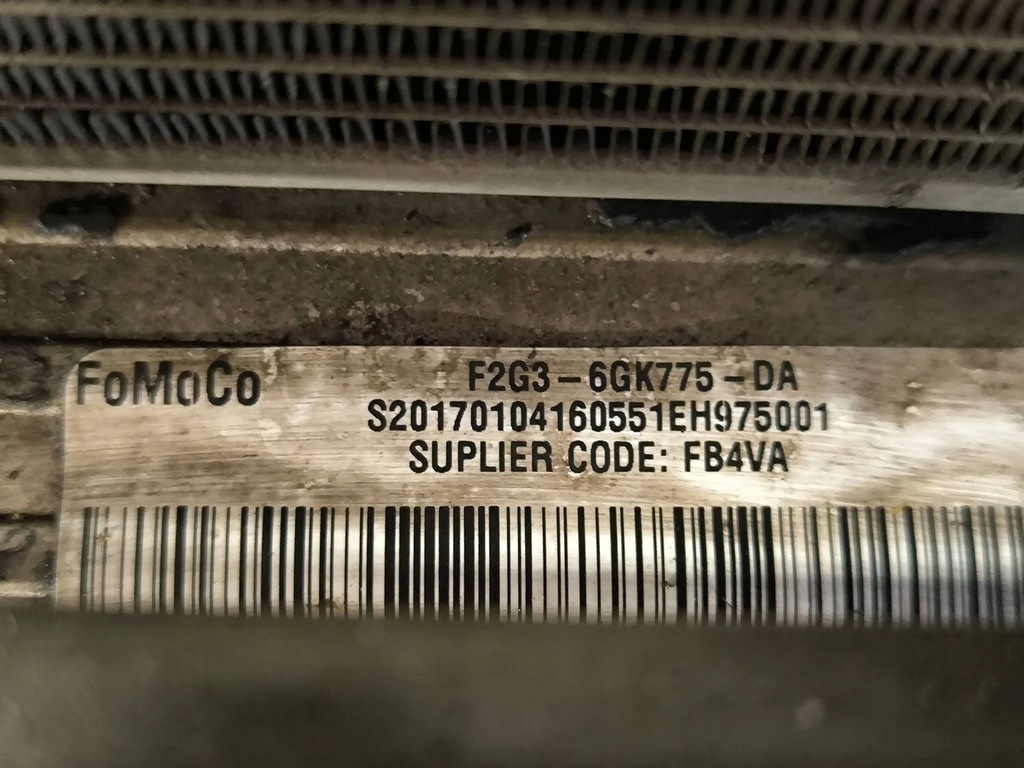 FoMoCo
F2G3-6GK775-DA
S20170104160551EH975001
SUPLIER CODE: FB4VA